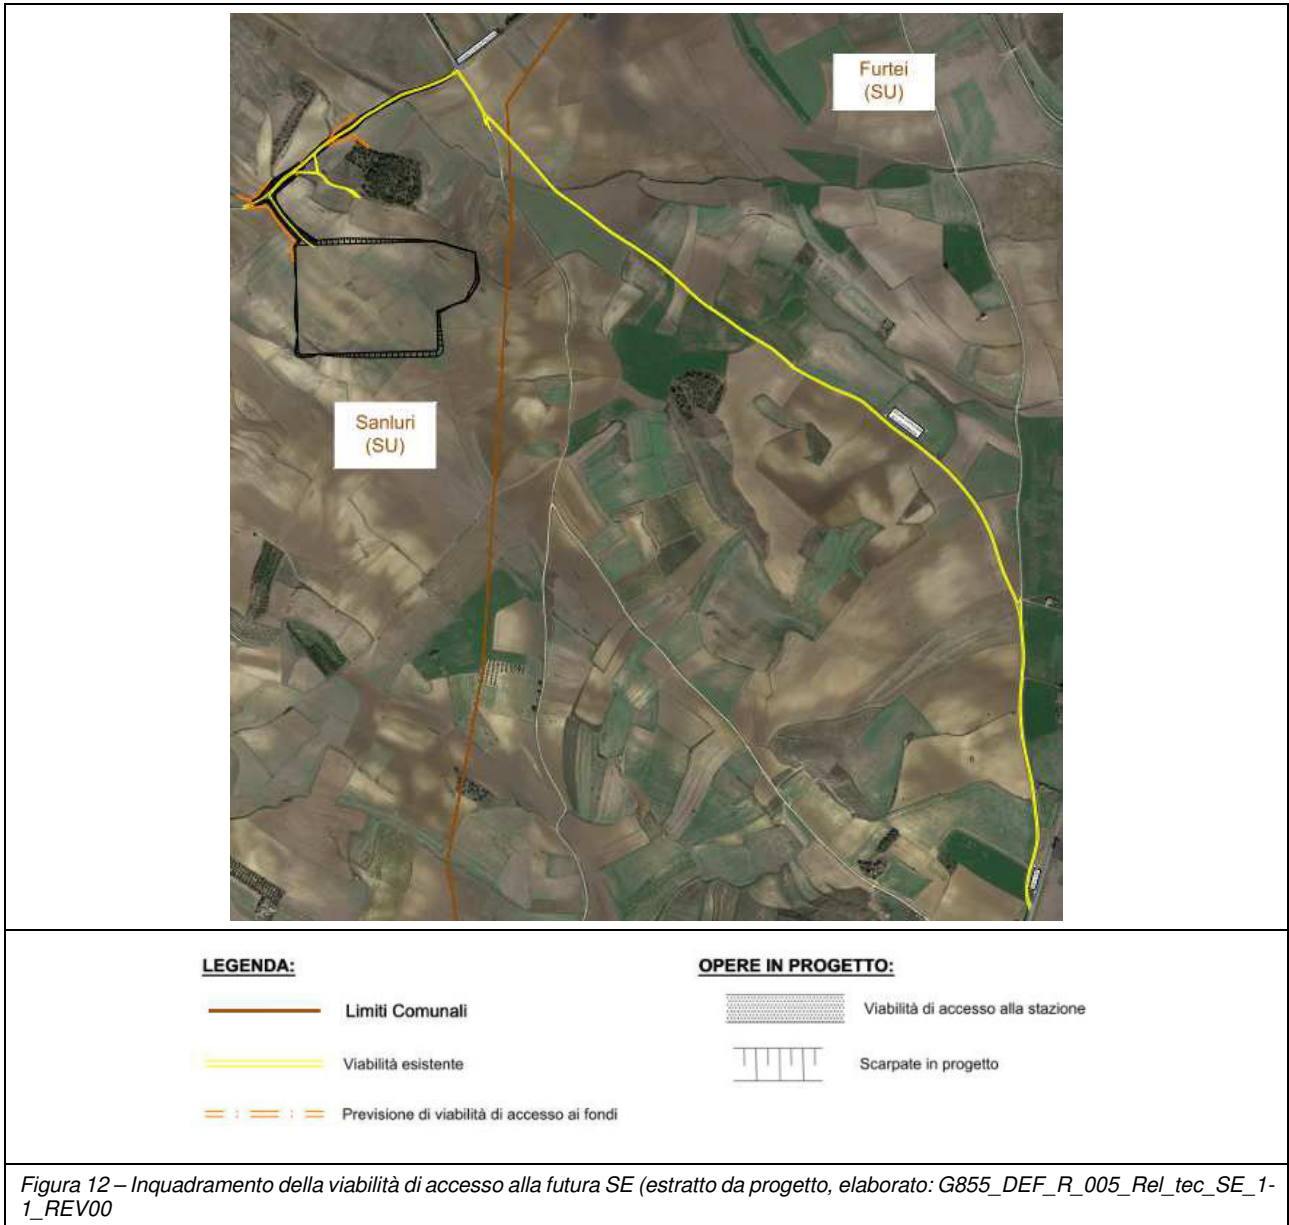 Furtei
(SU)
Sanluri
(SU)
LEGENDA:
Limiti Comunali
Viabilità esistente
Previsione di viabilità di accesso ai fondi
OPERE IN PROGETTO:
Viabilità di accesso alla stazione
Scarpate in progetto
Figura 12 – Inquadramento della viabilità di accesso alla futura SE (estratto da progetto, elaborato: G855_DEF_R_005_Rel_tec_SE_1-
1_REV00